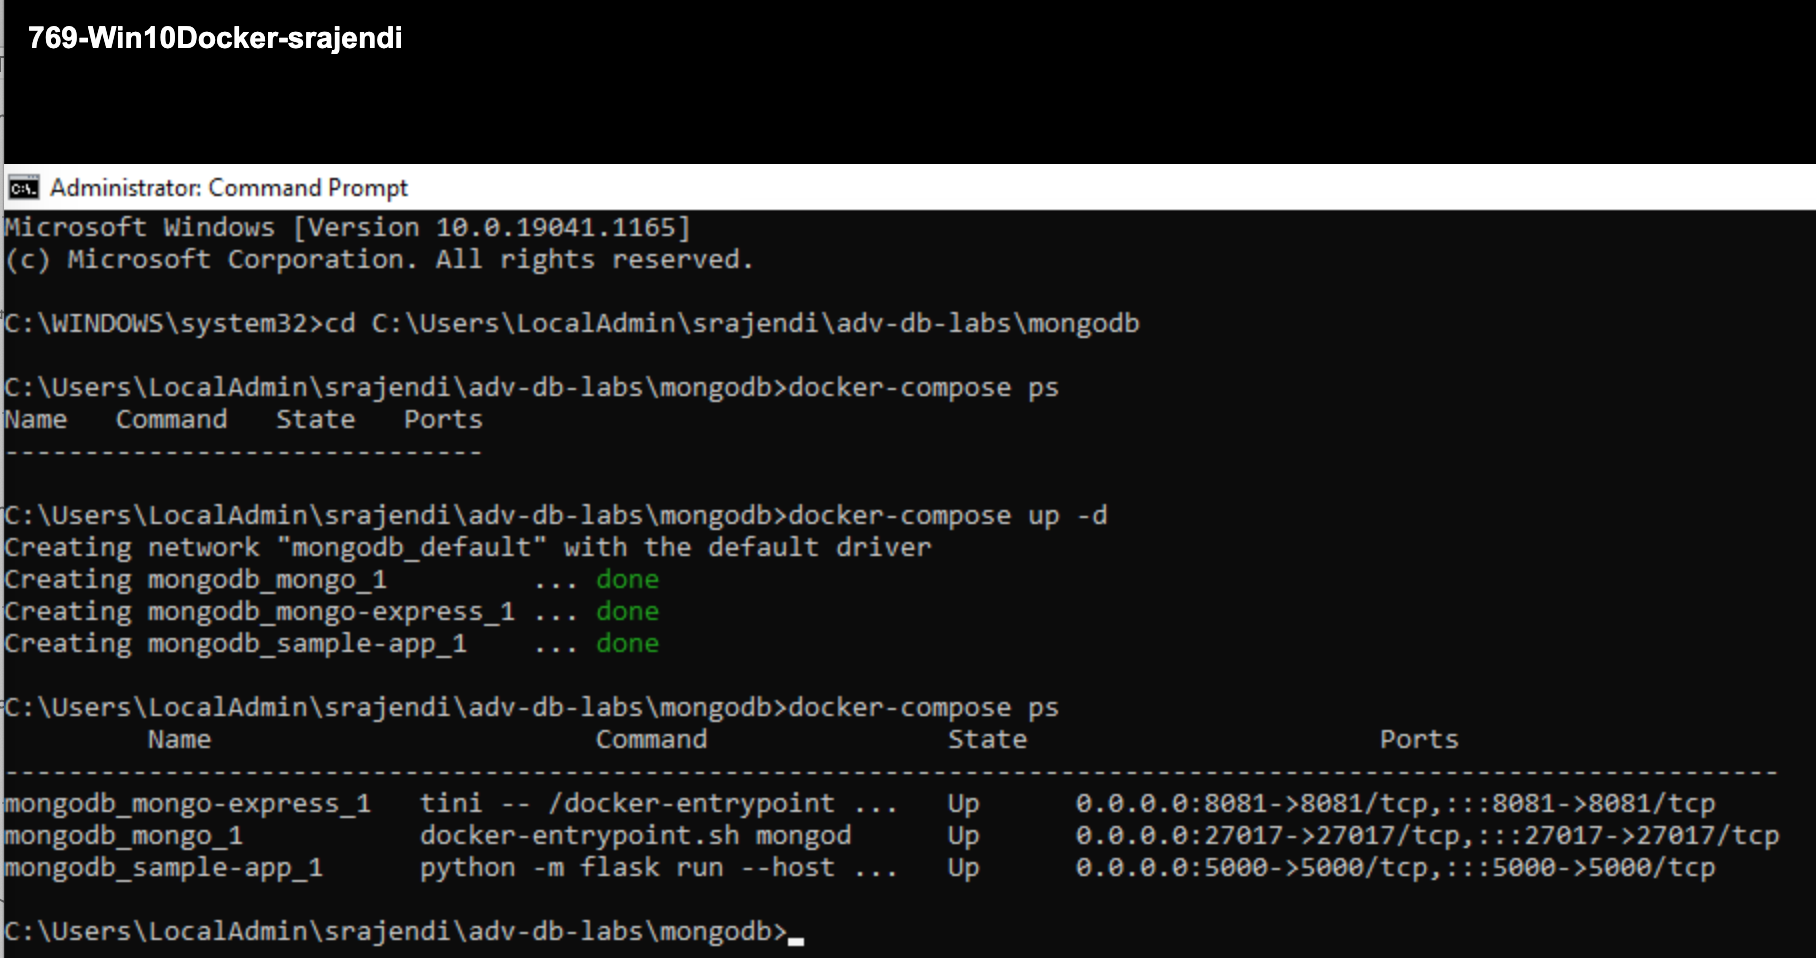 769-Win10Docker-srajendi
Administrator: Command Prompt
Microsoft Windows [Version 10.0.19041.1165]
(c) Microsoft Corporation. All rights reserved.
C:\WINDOWS\system32>cd C:\Users\LocalAdmin\srajendi\adv-db-labs\mongodb
C:\Users\LocalAdmin\srajendi\adv-db-labs\mongodb>docker-compose ps
Name   Command   State   Ports
------------------------------
C:\Users\LocalAdmin\srajendi\adv-db-labs\mongodb>docker-compose up -d
Creating network "mongodb_default" with the default driver
Creating mongodb_mongo_1         ... done
Creating mongodb_mongo-express_1 ... done
Creating mongodb_sample-app_1    ... done
C:\Users\LocalAdmin\srajendi\adv-db-labs\mongodb>docker-compose ps
         Name                        Command               State                      Ports
---------------------------------------------------------------------------------------------------------------
mongodb_mongo-express_1   tini -- /docker-entrypoint ...   Up      0.0.0.0:8081->8081/tcp,:::8081->8081/tcp
mongodb_mongo_1           docker-entrypoint.sh mongod      Up      0.0.0.0:27017->27017/tcp,:::27017->27017/tcp
mongodb_sample-app_1      python -m flask run --host ...   Up      0.0.0.0:5000->5000/tcp,:::5000->5000/tcp
C:\Users\LocalAdmin\srajendi\adv-db-labs\mongodb>